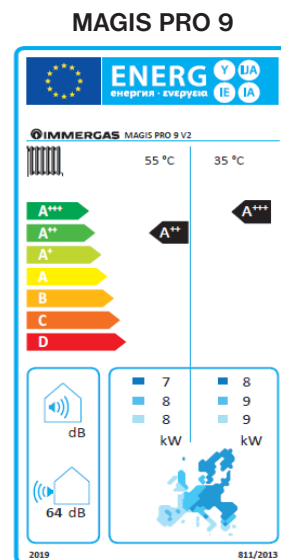 MAGIS PRO 9
ENERG Y IJA
енергия · ενεργεια IE IA
IMMERGAS MAGIS PRO 9 V2
55 °C 35 °C
A+++ A+++
A++ A++
A+
A
B
C
D
7 8
8 9
dB 8 9
kW kW
64 dB
2019 811/2013